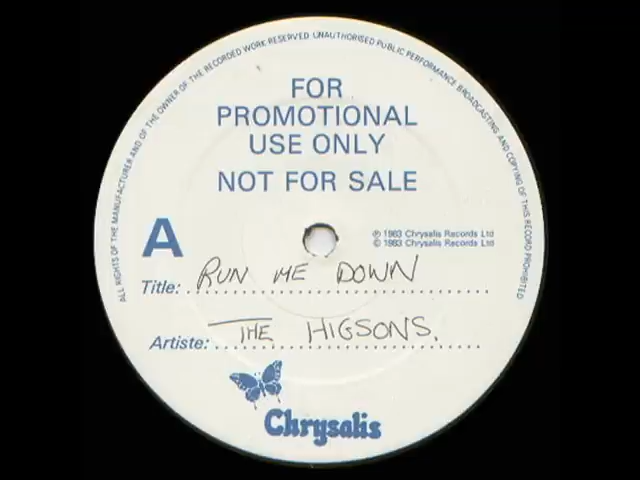 ALL RIGHTS OF THE MANUFACTURER AND OF THE OWNER OF THE RECORDED WORK RESERVED UNAUTHORISED PUBLIC PERFORMANCE BROADCASTING AND COPYING OF THIS RECORD PROHIBITED
FOR
PROMOTIONAL
USE ONLY
NOT FOR SALE
A
℗ 1983 Chrysalis Records Ltd
© 1983 Chrysalis Records Ltd
Title: RUN ME DOWN
Artiste: THE HIGSONS.
Chrysalis